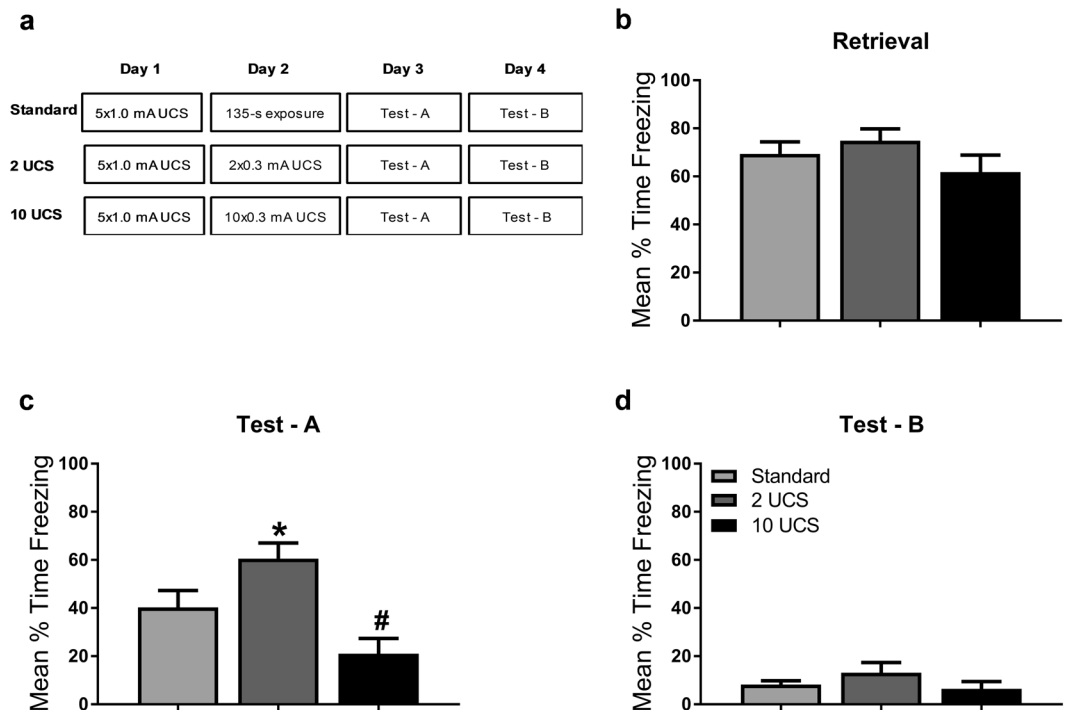 a
Day 1 Day 2 Day 3 Day 4
Standard 5x1.0 mA UCS 135-s exposure Test - A Test - B
2 UCS 5x1.0 mA UCS 2x0.3 mA UCS Test - A Test - B
10 UCS 5x1.0 mA UCS 10x0.3 mA UCS Test - A Test - B
b
Retrieval
Mean % Time Freezing
100
80
60
40
20
0
c
Test - A
Mean % Time Freezing
100
80
60
40
20
0
*
#
d
Test - B
Mean % Time Freezing
100
80
60
40
20
0
Standard
2 UCS
10 UCS